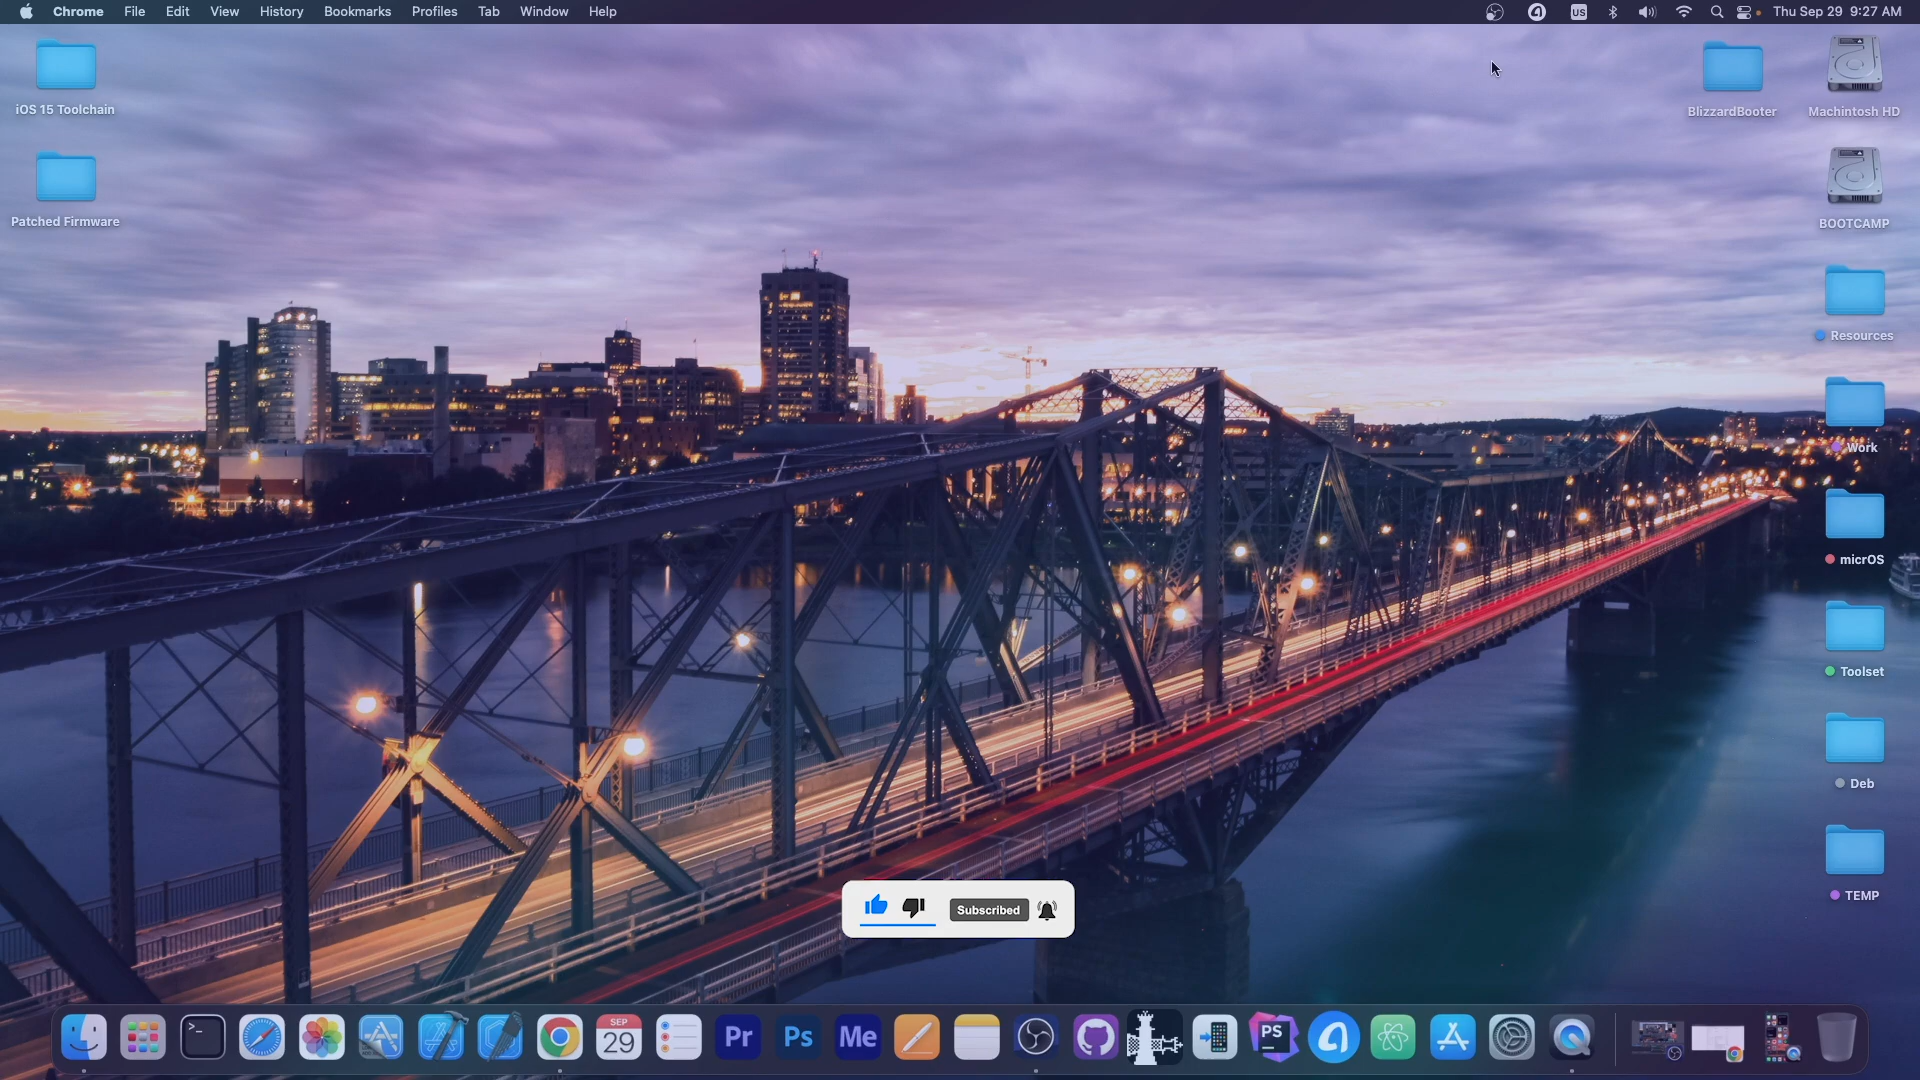 Chrome File Edit View History Bookmarks Profiles Tab Window Help
US Thu Sep 29 9:27 AM
iOS 15 Toolchain
BlizzardBooter
Machintosh HD
Patched Firmware
BOOTCAMP
Resources
Work
micrOS
Toolset
Deb
TEMP
Subscribed
>_
SEP
29
Pr
Ps
Me
PS